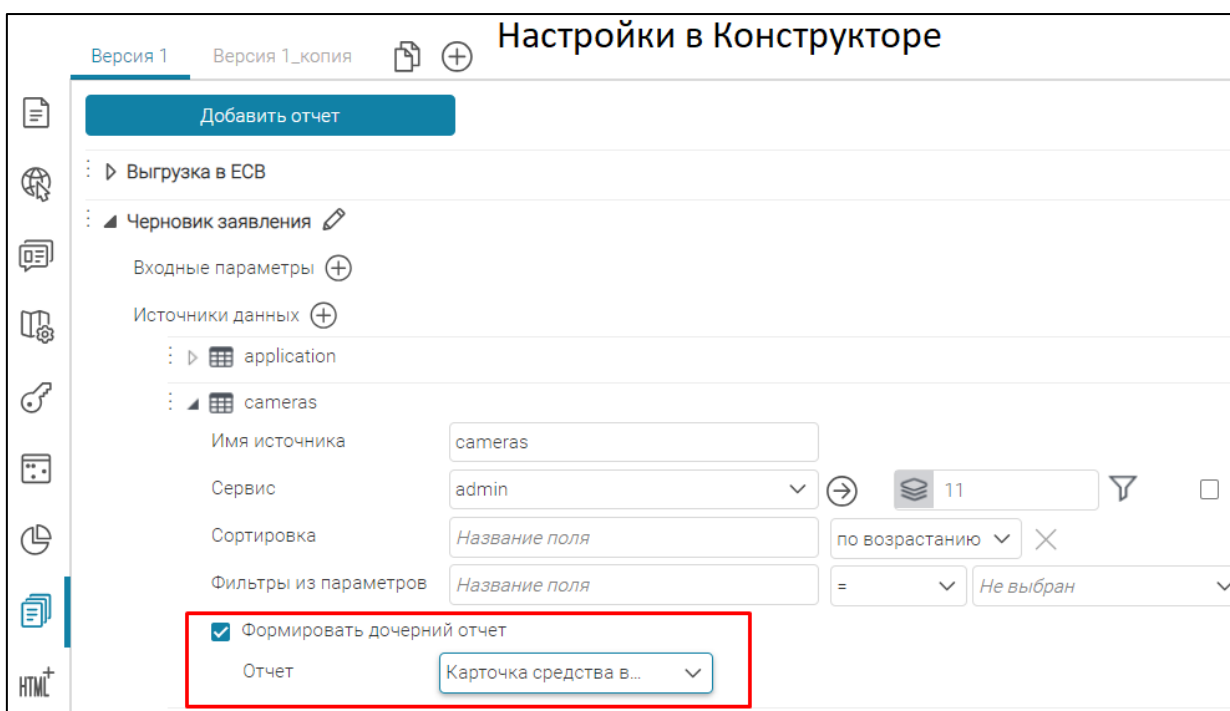 Настройки в Конструкторе
Версия 1 Версия 1_копия
Добавить отчет
Выгрузка в ЕСВ
Черновик заявления
Входные параметры
Источники данных
application
cameras
Имя источника cameras
Сервис admin 11
Сортировка Название поля по возрастанию
Фильтры из параметров Название поля = Не выбран
Формировать дочерний отчет
Отчет Карточка средства в...
HTML+